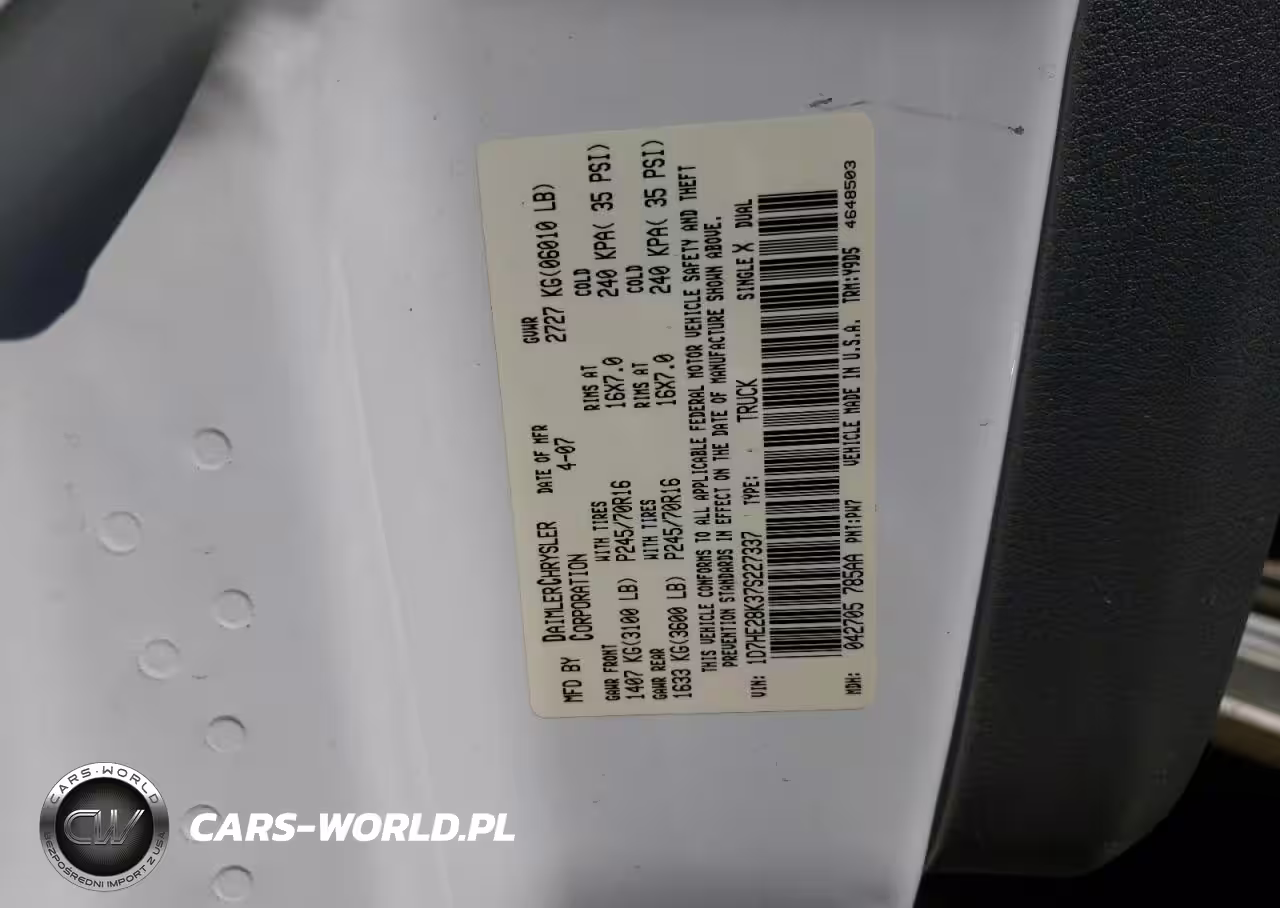 MFD BY DAIMLERCHRYSLER CORPORATION
DATE OF MFR
4-07
GVWR
2727 KG(06010 LB)
GAWR FRONT
1407 KG(3100 LB)
WITH TIRES
P245/70R16
RIMS AT
16X7.0
COLD
240 KPA( 35 PSI)
GAWR REAR
1633 KG(3600 LB)
WITH TIRES
P245/70R16
RIMS AT
16X7.0
COLD
240 KPA( 35 PSI)
THIS VEHICLE CONFORMS TO ALL APPLICABLE FEDERAL MOTOR VEHICLE SAFETY AND THEFT
PREVENTION STANDARDS IN EFFECT ON THE DATE OF MANUFACTURE SHOWN ABOVE.
VIN: 1D7HE28K37S227337 TYPE: TRUCK SINGLE X DUAL
MDH: 042705 785AA PNT:PW7 VEHICLE MADE IN U.S.A. TRM:Y9D5 4648503
CARS-WORLD
CW
BEZPOŚREDNI IMPORT Z USA
CARS-WORLD.PL